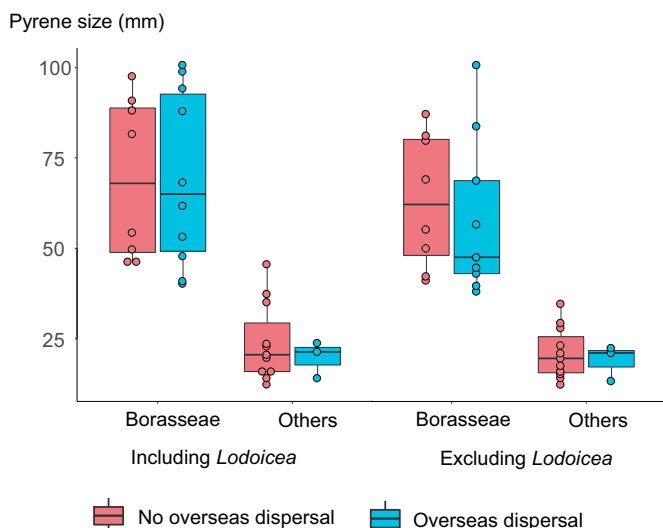 Pyrene size (mm)
100
75
50
25
Borasseae Others Borasseae Others
Including Lodoicea Excluding Lodoicea
No overseas dispersal Overseas dispersal